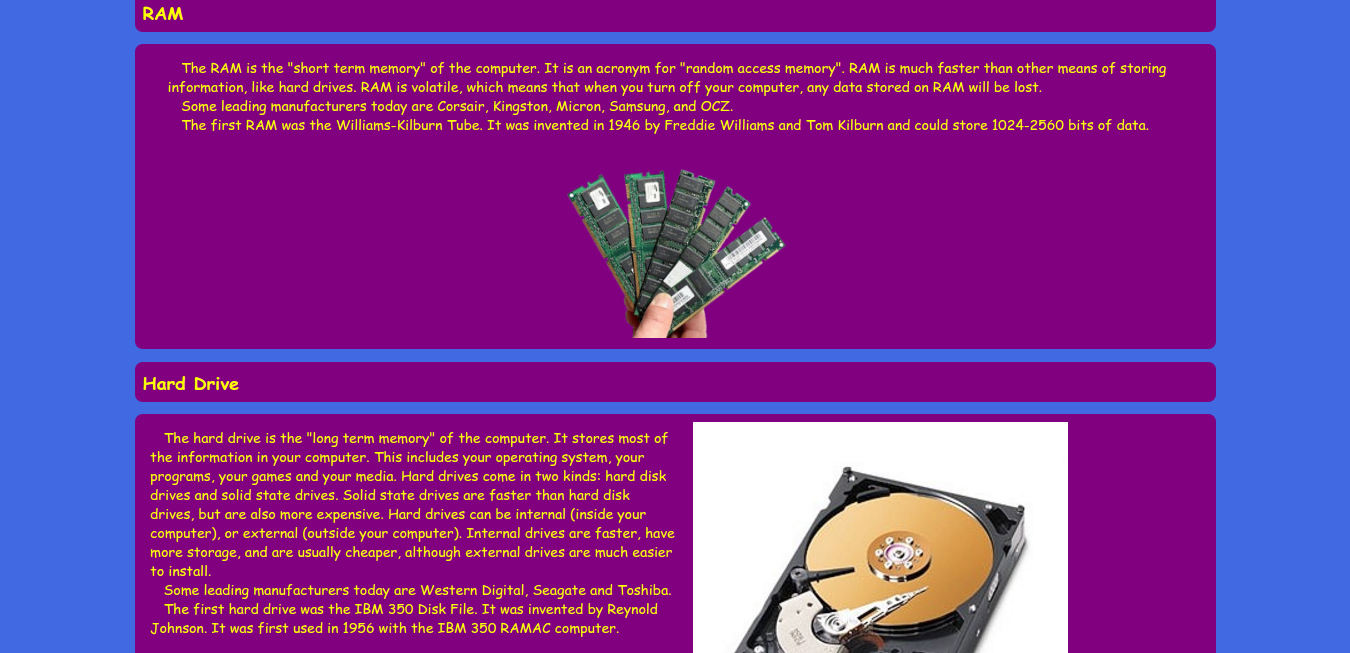 RAM
The RAM is the "short term memory" of the computer. It is an acronym for "random access memory". RAM is much faster than other means of storing
information, like hard drives. RAM is volatile, which means that when you turn off your computer, any data stored on RAM will be lost.
Some leading manufacturers today are Corsair, Kingston, Micron, Samsung, and OCZ.
The first RAM was the Williams-Kilburn Tube. It was invented in 1946 by Freddie Williams and Tom Kilburn and could store 1024-2560 bits of data.
Hard Drive
The hard drive is the "long term memory" of the computer. It stores most of
the information in your computer. This includes your operating system, your
programs, your games and your media. Hard drives come in two kinds: hard disk
drives and solid state drives. Solid state drives are faster than hard disk
drives, but are also more expensive. Hard drives can be internal (inside your
computer), or external (outside your computer). Internal drives are faster, have
more storage, and are usually cheaper, although external drives are much easier
to install.
Some leading manufacturers today are Western Digital, Seagate and Toshiba.
The first hard drive was the IBM 350 Disk File. It was invented by Reynold
Johnson. It was first used in 1956 with the IBM 350 RAMAC computer.